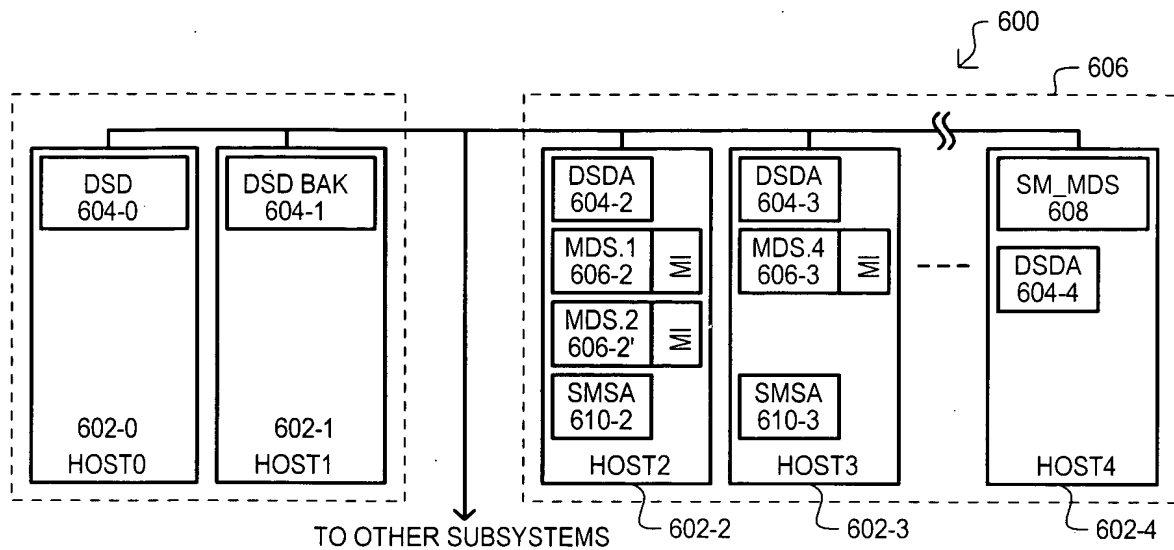 600
606
DSD
604-0
602-0
HOST0
DSD BAK
604-1
602-1
HOST1
DSDA
604-2
MDS.1
606-2
MI
MDS.2
606-2'
MI
SMSA
610-2
HOST2
DSDA
604-3
MDS.4
606-3
MI
SMSA
610-3
HOST3
SM_MDS
608
DSDA
604-4
HOST4
TO OTHER SUBSYSTEMS
602-2
602-3
602-4